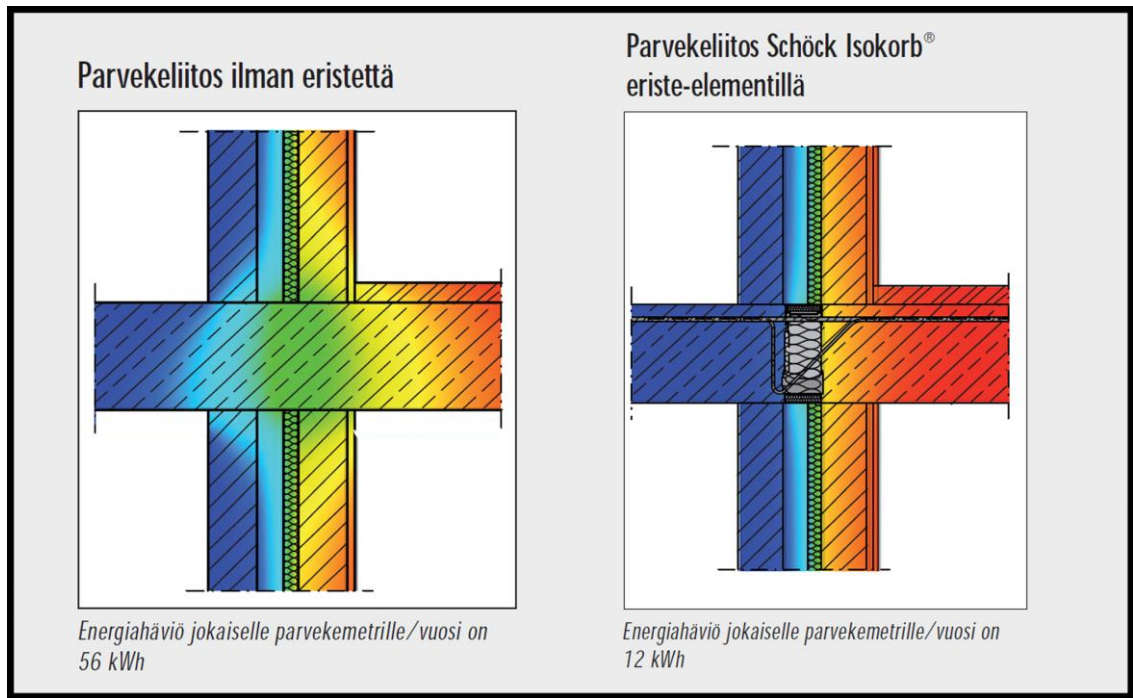 Parvekeliitos ilman eristettä
Energiahäviö jokaiselle parvekemetrille/vuosi on
56 kWh
Parvekeliitos Schöck Isokorb®
eriste-elementillä
Energiahäviö jokaiselle parvekemetrille/vuosi on
12 kWh